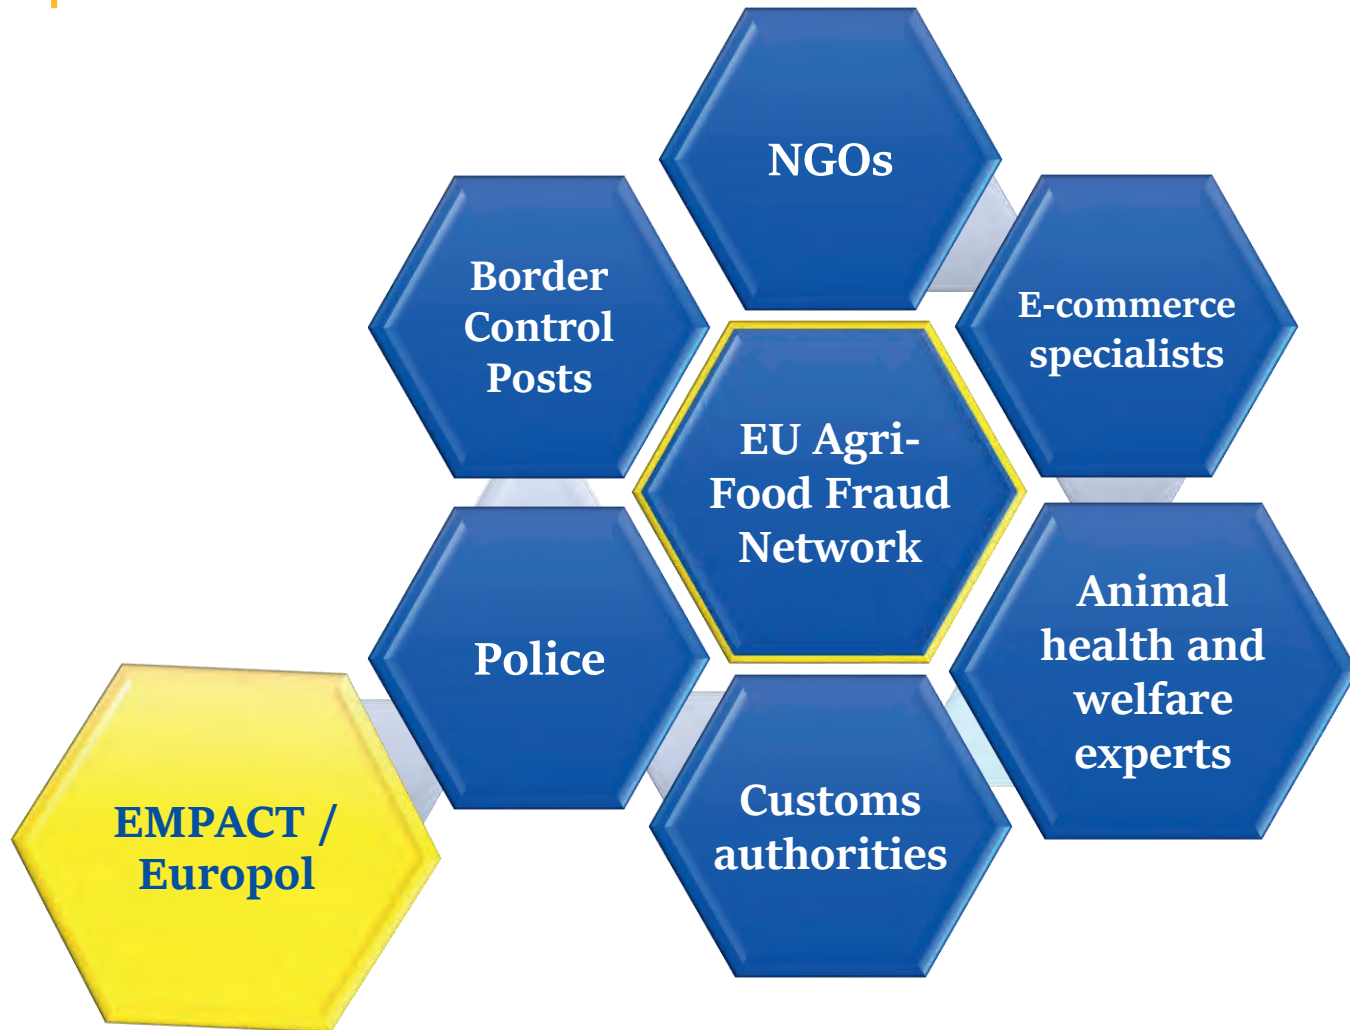 NGOs
Border
Control
Posts
E-commerce
specialists
EU Agri-
Food Fraud
Network
Police
Animal
health and
welfare
experts
Customs
authorities
EMPACT /
Europol